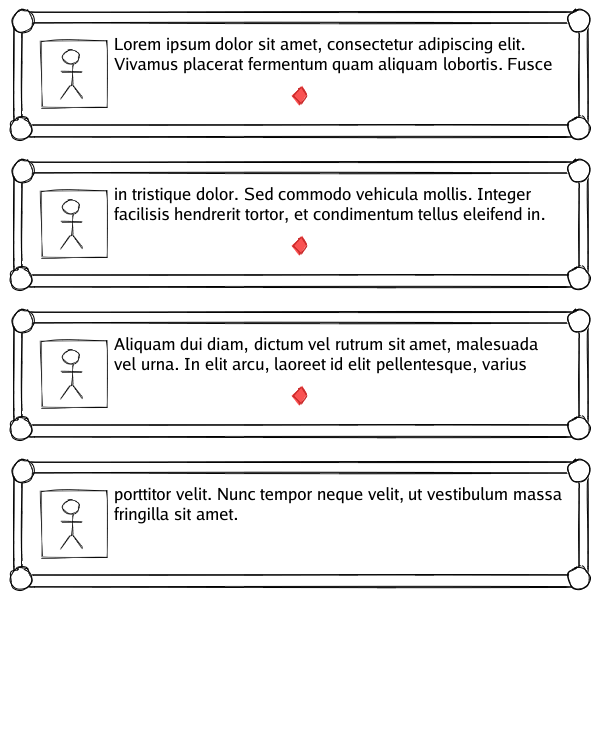 Lorem ipsum dolor sit amet, consectetur adipiscing elit.
Vivamus placerat fermentum quam aliquam lobortis. Fusce
in tristique dolor. Sed commodo vehicula mollis. Integer
facilisis hendrerit tortor, et condimentum tellus eleifend in.
Aliquam dui diam, dictum vel rutrum sit amet, malesuada
vel urna. In elit arcu, laoreet id elit pellentesque, varius
porttitor velit. Nunc tempor neque velit, ut vestibulum massa
fringilla sit amet.